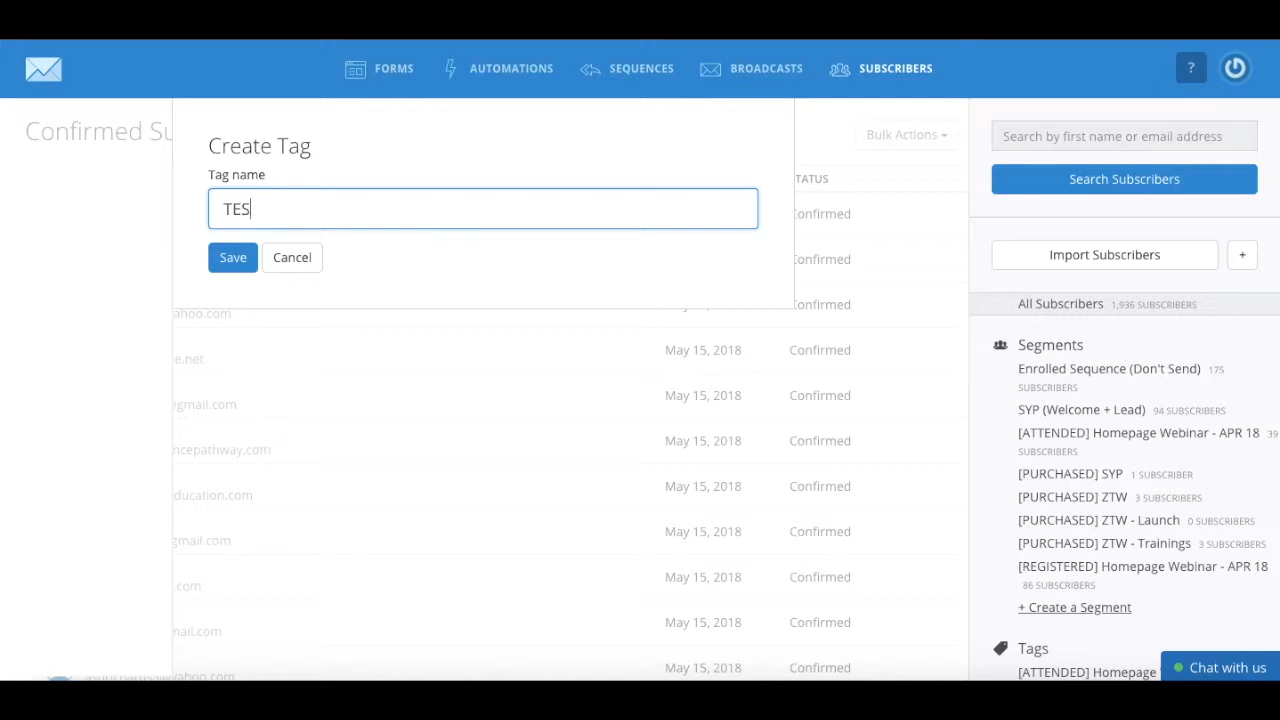 FORMS
AUTOMATIONS
SEQUENCES
BROADCASTS
SUBSCRIBERS
?
Confirmed Su
Create Tag
Tag name
TES
Save Cancel
Bulk Actions
TATUS
onfirmed
onfirmed
ahoo.com onfirmed
e.net May 15, 2018 Confirmed
@gmail.com May 15, 2018 Confirmed
ncepathway.com May 15, 2018 Confirmed
ducation.com May 15, 2018 Confirmed
gmail.com May 15, 2018 Confirmed
.com May 15, 2018 Confirmed
mail.com May 15, 2018 Confirmed
May 15, 2018 Confirmed
Search by first name or email address
Search Subscribers
Import Subscribers +
All Subscribers 1,936 SUBSCRIBERS
Segments
Enrolled Sequence (Don't Send) 175
SUBSCRIBERS
SYP (Welcome + Lead) 94 SUBSCRIBERS
[ATTENDED] Homepage Webinar - APR 18 39
SUBSCRIBERS
[PURCHASED] SYP 1 SUBSCRIBER
[PURCHASED] ZTW 3 SUBSCRIBERS
[PURCHASED] ZTW - Launch 0 SUBSCRIBERS
[PURCHASED] ZTW - Trainings 3 SUBSCRIBERS
[REGISTERED] Homepage Webinar - APR 18
86 SUBSCRIBERS
+ Create a Segment
Tags
[ATTENDED] Homepage
Chat with us